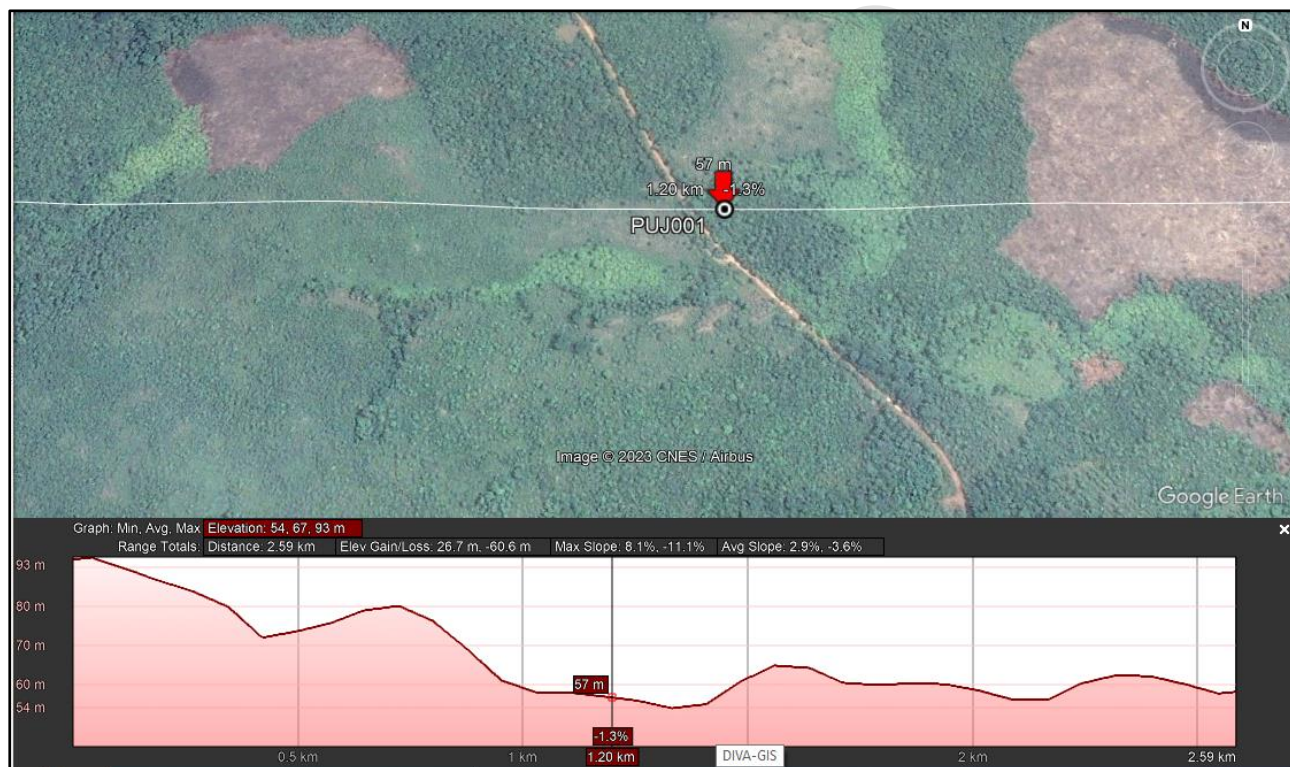 N
57 m
1.20 km -1.3%
PUJ001
Image © 2023 CNES / Airbus
Google Earth
Graph: Min, Avg, Max Elevation: 54, 67, 93 m
Range Totals: Distance: 2.59 km Elev Gain/Loss: 26.7 m, -60.6 m Max Slope: 8.1%, -11.1% Avg Slope: 2.9%, -3.6%
93 m
80 m
70 m
60 m
57 m
54 m
-1.3%
0.5 km 1 km 1.20 km DIVA-GIS 2 km 2.59 km